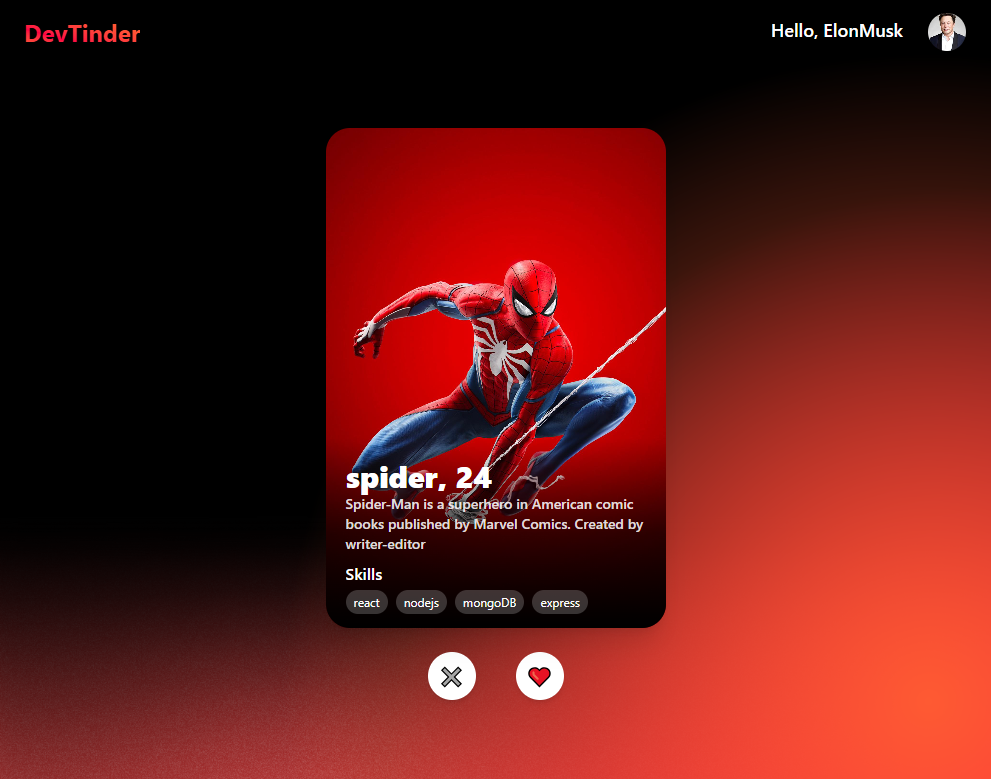 DevTinder
Hello, ElonMusk
spider, 24
Spider-Man is a superhero in American comic
books published by Marvel Comics. Created by
writer-editor
Skills
react nodejs mongoDB express